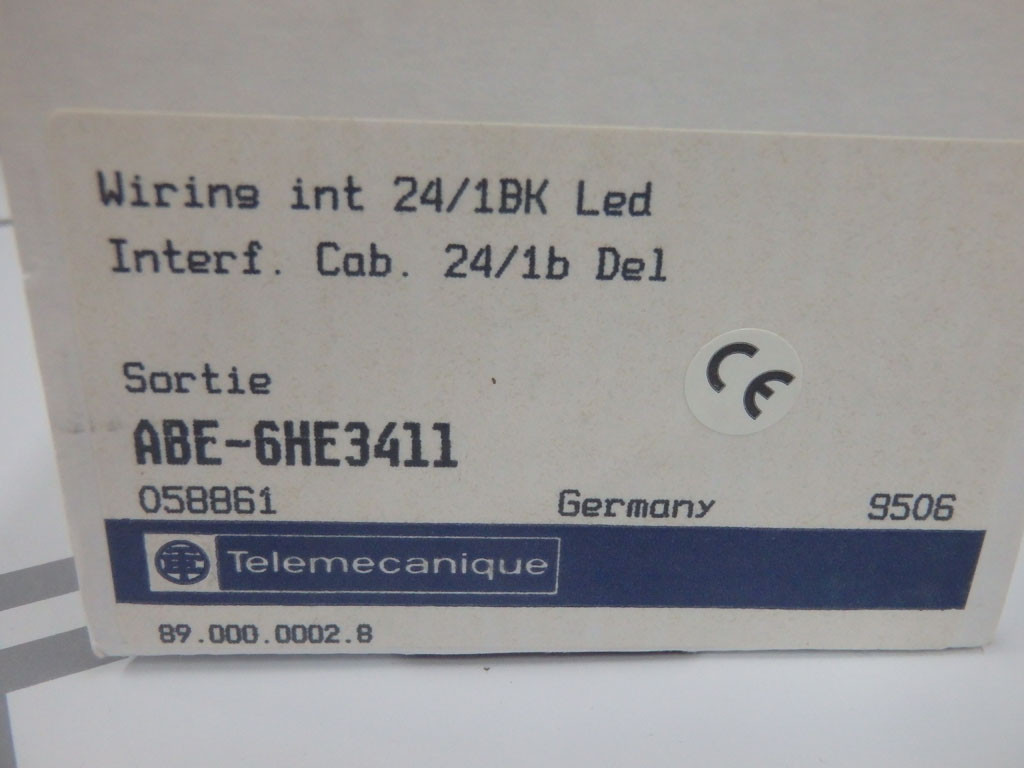 Wiring int 24/1BK Led
Interf. Cab. 24/1b Del
Sortie
CE
ABE-6HE3411
058861 Germany 9506
Telemecanique
89.000.0002.8